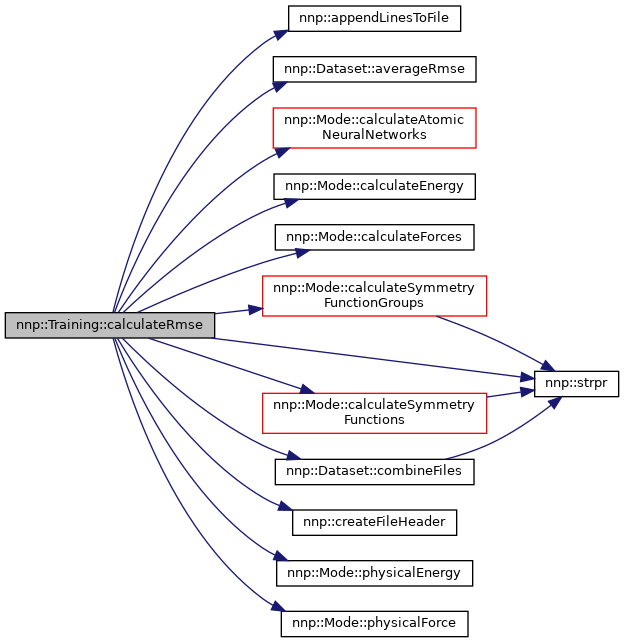 nnp::appendLinesToFile
nnp::Dataset::averageRmse
nnp::Mode::calculateAtomic
NeuralNetworks
nnp::Mode::calculateEnergy
nnp::Mode::calculateForces
nnp::Mode::calculateSymmetry
FunctionGroups
nnp::Training::calculateRmse
nnp::strpr
nnp::Mode::calculateSymmetry
Functions
nnp::Dataset::combineFiles
nnp::createFileHeader
nnp::Mode::physicalEnergy
nnp::Mode::physicalForce